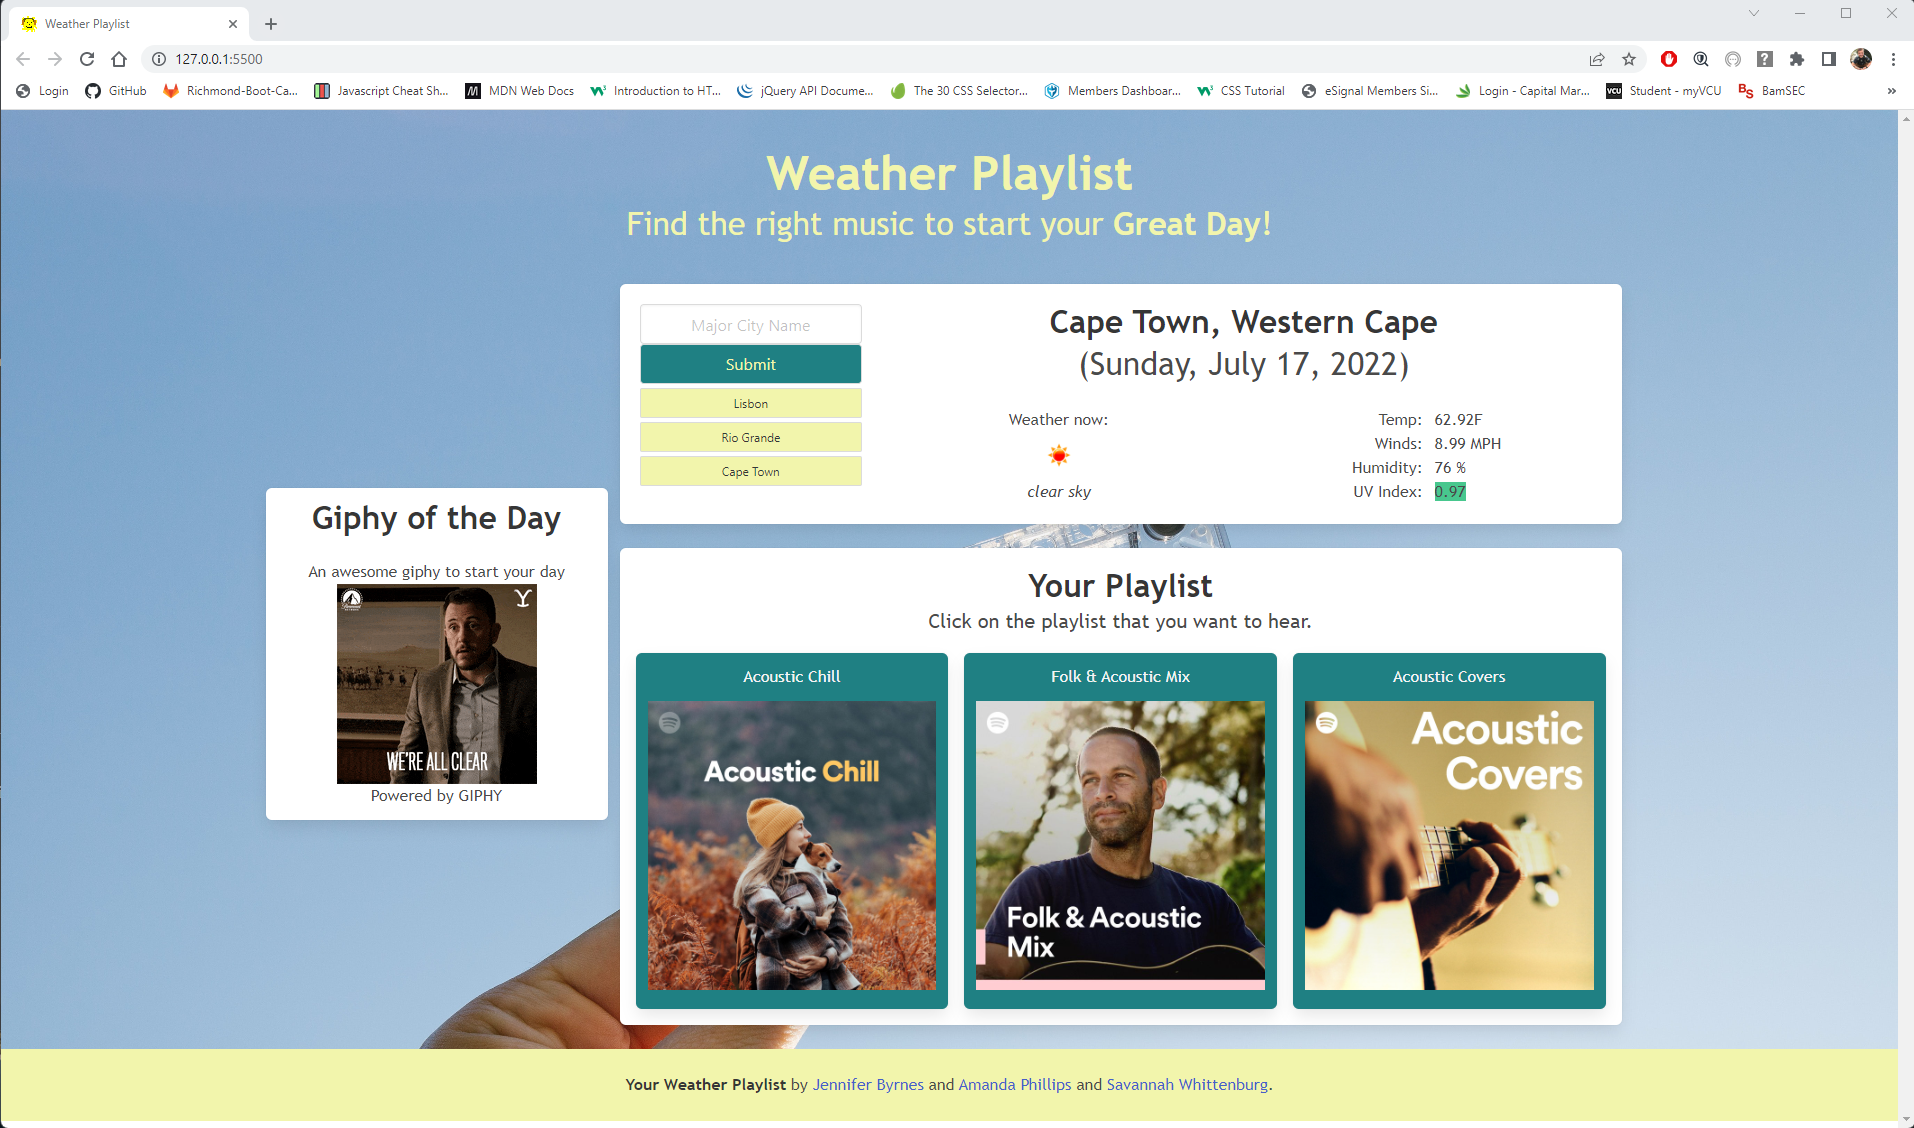 Weather Playlist
127.0.0.1:5500
Login
GitHub
Richmond-Boot-Ca...
Javascript Cheat Sh...
MDN Web Docs
Introduction to HT...
jQuery API Docume...
The 30 CSS Selector...
Members Dashboar...
CSS Tutorial
eSignal Members Si...
Login - Capital Mar...
VCU
Student - myVCU
BS
BamSEC
»
Weather Playlist
Find the right music to start your Great Day!
Major City Name
Submit
Lisbon
Rio Grande
Cape Town
Cape Town, Western Cape
(Sunday, July 17, 2022)
Weather now:
clear sky
Temp: 62.92F
Winds: 8.99 MPH
Humidity: 76 %
UV Index: 0.97
Giphy of the Day
An awesome giphy to start your day
Y
WE'RE ALL CLEAR
Powered by GIPHY
Your Playlist
Click on the playlist that you want to hear.
Acoustic Chill
Acoustic Chill
Folk & Acoustic Mix
Folk & Acoustic
Mix
Acoustic Covers
Acoustic
Covers
Your Weather Playlist by Jennifer Byrnes and Amanda Phillips and Savannah Whittenburg.